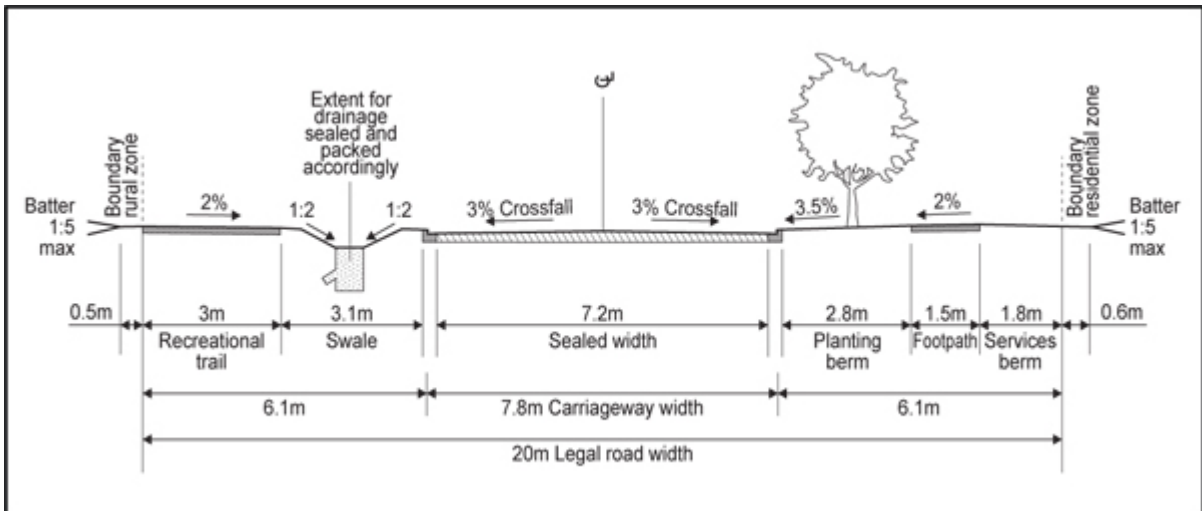 Extent for
drainage
sealed and
packed
accordingly
Boundary
rural zone
Boundary
residential zone
Batter
1:5
max
2%
1:2
1:2
3% Crossfall
3% Crossfall
3.5%
2%
Batter
1:5
max
0.5m
3m
3.1m
7.2m
2.8m
1.5m
1.8m
0.6m
Recreational
trail
Swale
Sealed width
Planting
berm
Footpath
Services
berm
6.1m
7.8m Carriageway width
6.1m
20m Legal road width